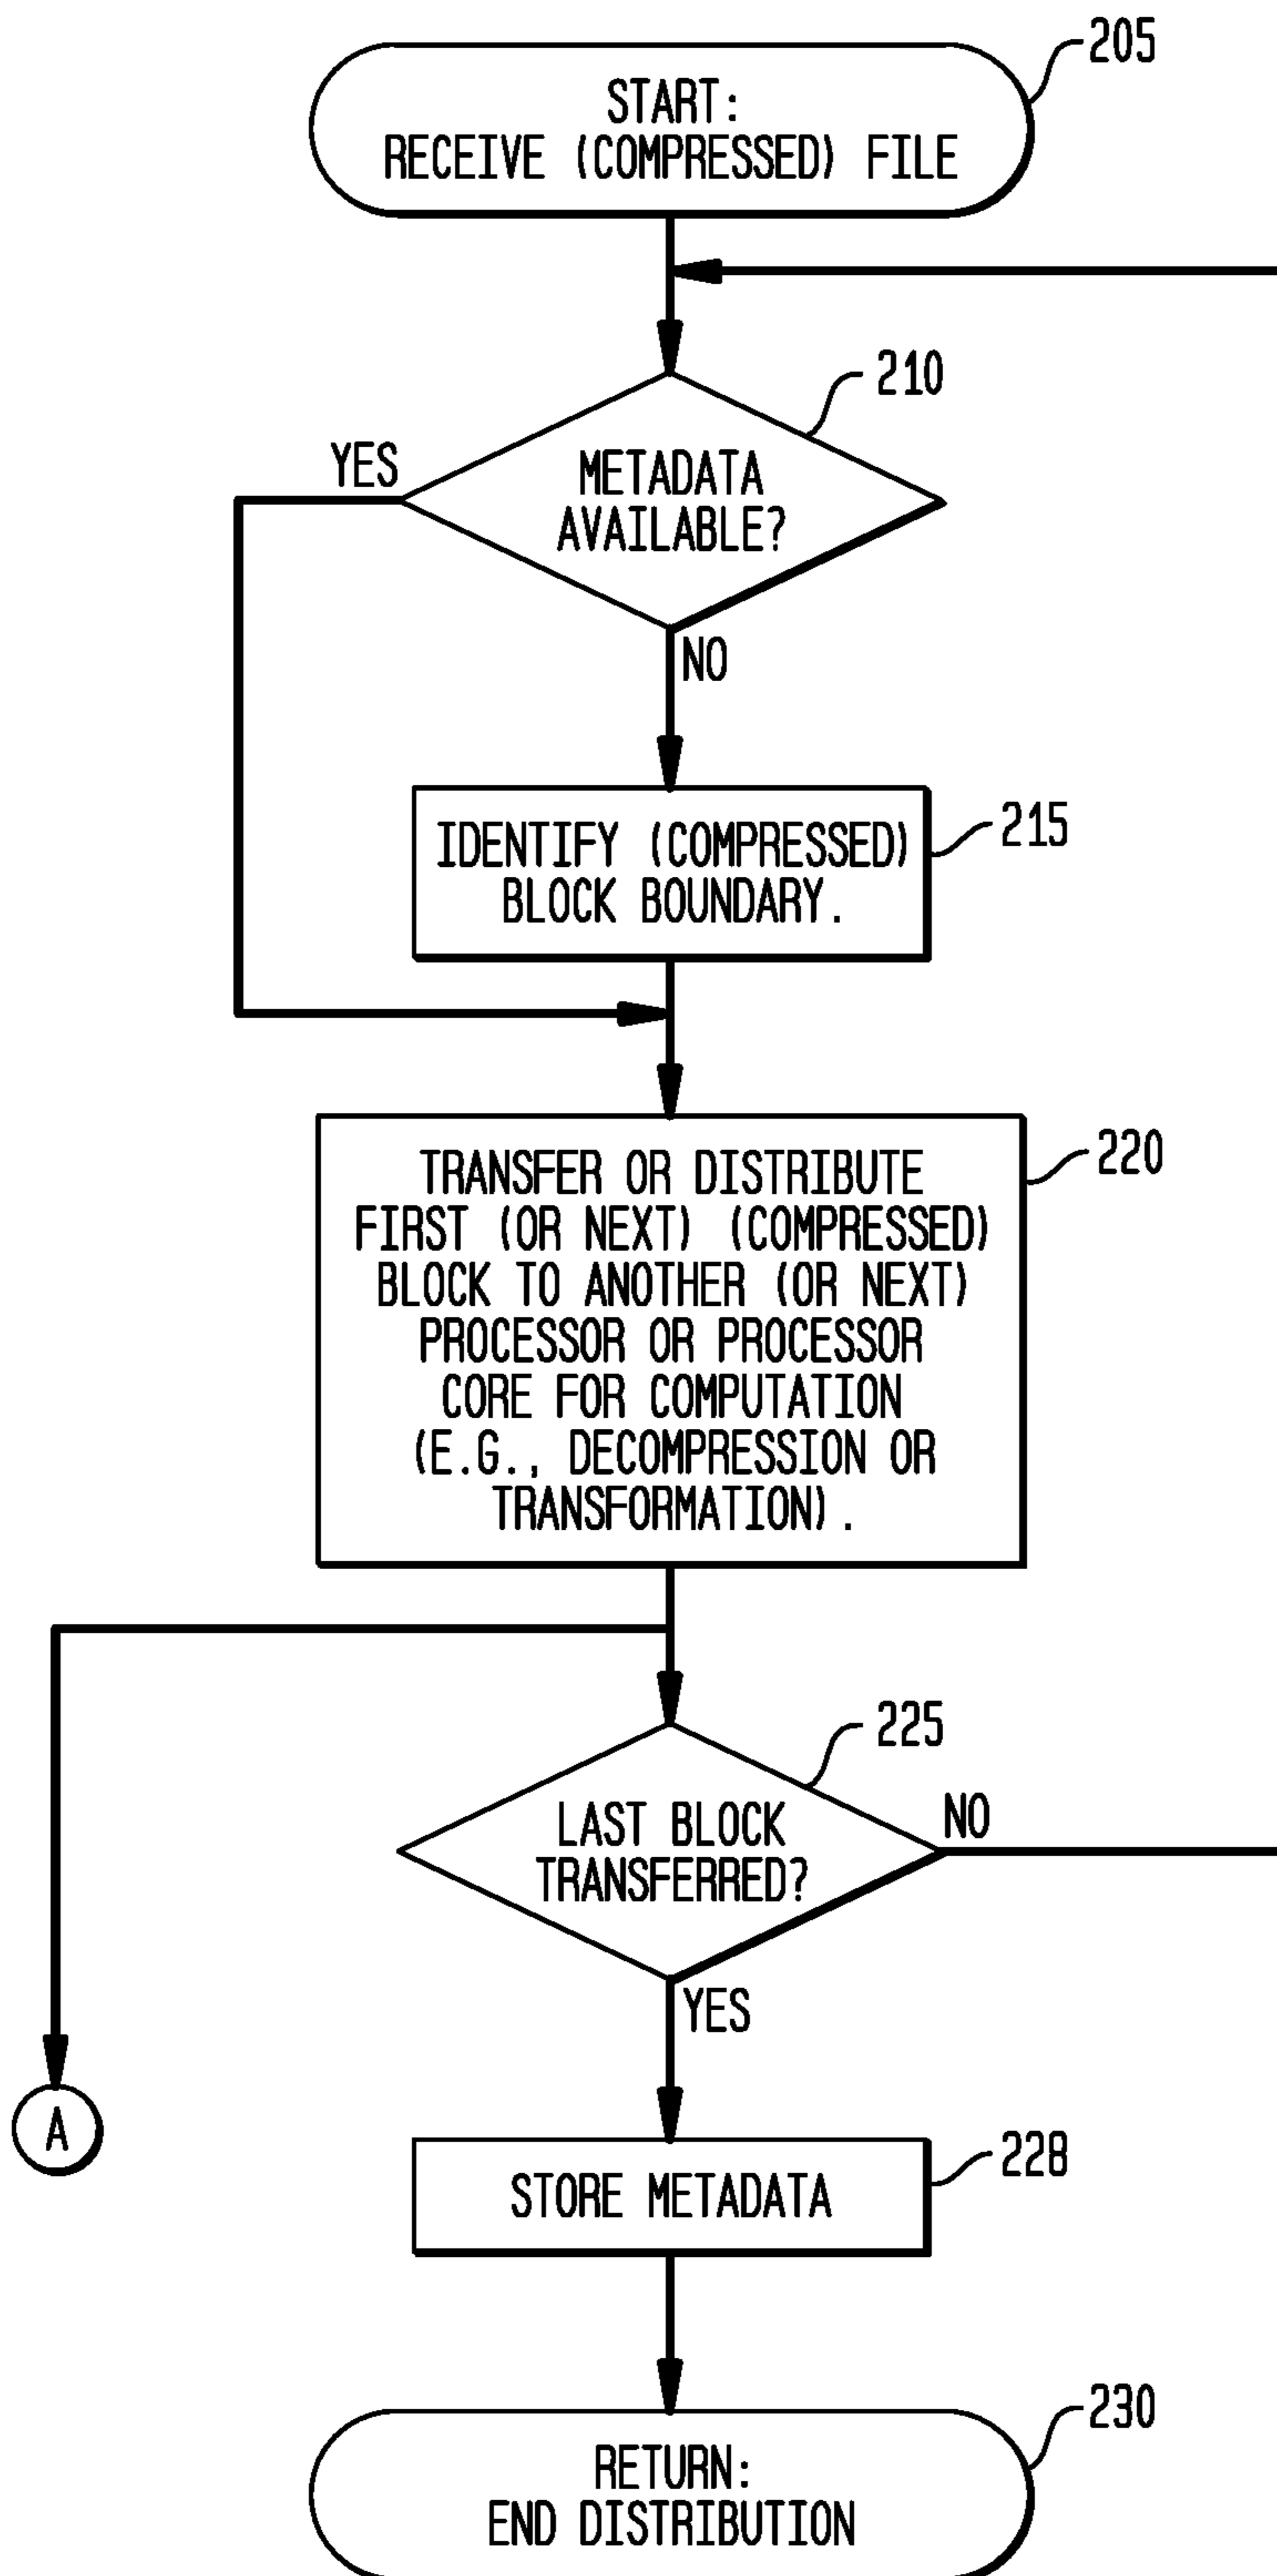 205
START:
RECEIVE (COMPRESSED) FILE
210
YES
METADATA
AVAILABLE?
NO
215
IDENTIFY (COMPRESSED)
BLOCK BOUNDARY.
220
TRANSFER OR DISTRIBUTE
FIRST (OR NEXT) (COMPRESSED)
BLOCK TO ANOTHER (OR NEXT)
PROCESSOR OR PROCESSOR
CORE FOR COMPUTATION
(E.G., DECOMPRESSION OR
TRANSFORMATION).
225
NO
LAST BLOCK
TRANSFERRED?
YES
A
228
STORE METADATA
230
RETURN:
END DISTRIBUTION